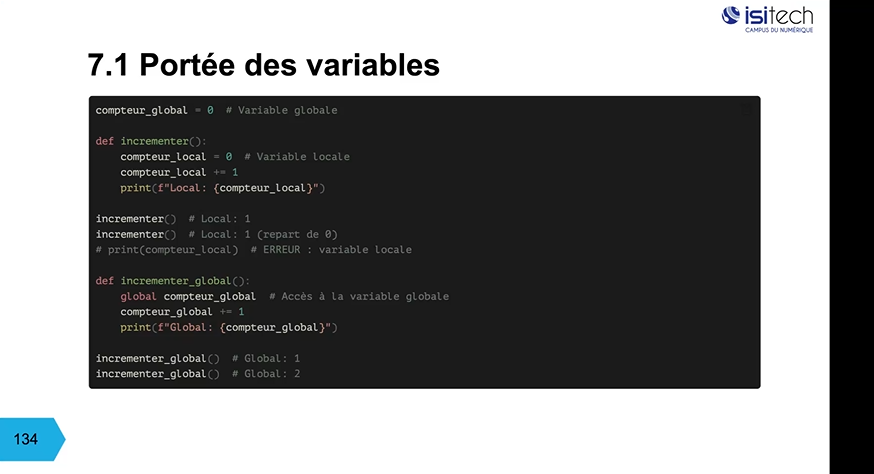 isitech
CAMPUS DU NUMÉRIQUE
7.1 Portée des variables
compteur_global = 0  # Variable globale
def incrementer():
    compteur_local = 0  # Variable locale
    compteur_local += 1
    print(f"Local: {compteur_local}")
incrementer()  # Local: 1
incrementer()  # Local: 1 (repart de 0)
# print(compteur_local)  # ERREUR : variable locale
def incrementer_global():
    global compteur_global  # Accès à la variable globale
    compteur_global += 1
    print(f"Global: {compteur_global}")
incrementer_global()  # Global: 1
incrementer_global()  # Global: 2
134